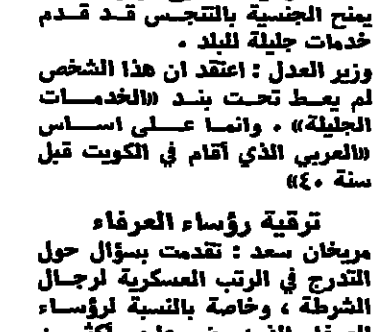 يمنح الجنسية بالتنجس قد قدم
خدمات جليلة للبلد .
وزير العدل : اعتقد ان هذا الشخص
لم يعط تحت بند «الخدمات
الجليلة» . وانما على اساس
«العربي الذي أقام في الكويت قبل
سنة ٤٠»
ترقية رؤساء العرفاء
مريخان سعد : تقدمت بسؤال حول
التدرج في الرتب العسكرية لرجال
الشرطة ، وخاصة بالنسبة لرؤساء